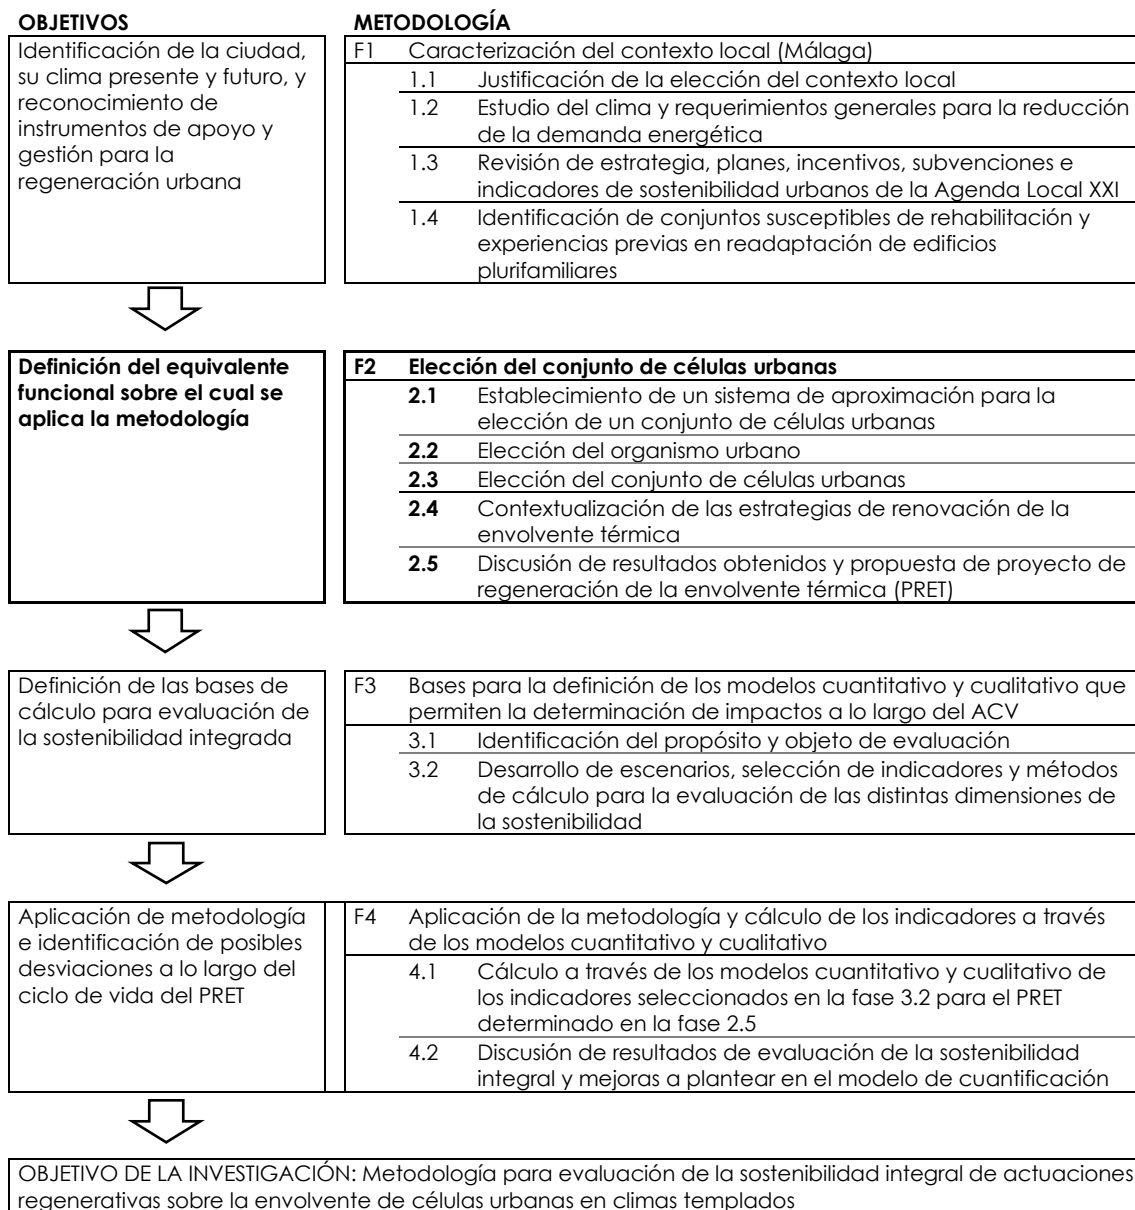 OBJETIVOS
METODOLOGÍA
Identificación de la ciudad,
su clima presente y futuro, y
reconocimiento de
instrumentos de apoyo y
gestión para la
regeneración urbana
F1 Caracterización del contexto local (Málaga)
1.1 Justificación de la elección del contexto local
1.2 Estudio del clima y requerimientos generales para la reducción
de la demanda energética
1.3 Revisión de estrategia, planes, incentivos, subvenciones e
indicadores de sostenibilidad urbanos de la Agenda Local XXI
1.4 Identificación de conjuntos susceptibles de rehabilitación y
experiencias previas en readaptación de edificios
plurifamiliares
Definición del equivalente
funcional sobre el cual se
aplica la metodología
F2 Elección del conjunto de células urbanas
2.1 Establecimiento de un sistema de aproximación para la
elección de un conjunto de células urbanas
2.2 Elección del organismo urbano
2.3 Elección del conjunto de células urbanas
2.4 Contextualización de las estrategias de renovación de la
envolvente térmica
2.5 Discusión de resultados obtenidos y propuesta de proyecto de
regeneración de la envolvente térmica (PRET)
Definición de las bases de
cálculo para evaluación de
la sostenibilidad integrada
F3 Bases para la definición de los modelos cuantitativo y cualitativo que
permiten la determinación de impactos a lo largo del ACV
3.1 Identificación del propósito y objeto de evaluación
3.2 Desarrollo de escenarios, selección de indicadores y métodos
de cálculo para la evaluación de las distintas dimensiones de
la sostenibilidad
Aplicación de metodología
e identificación de posibles
desviaciones a lo largo del
ciclo de vida del PRET
F4 Aplicación de la metodología y cálculo de los indicadores a través
de los modelos cuantitativo y cualitativo
4.1 Cálculo a través de los modelos cuantitativo y cualitativo de
los indicadores seleccionados en la fase 3.2 para el PRET
determinado en la fase 2.5
4.2 Discusión de resultados de evaluación de la sostenibilidad
integral y mejoras a plantear en el modelo de cuantificación
OBJETIVO DE LA INVESTIGACIÓN: Metodología para evaluación de la sostenibilidad integral de actuaciones
regenerativas sobre la envolvente de células urbanas en climas templados